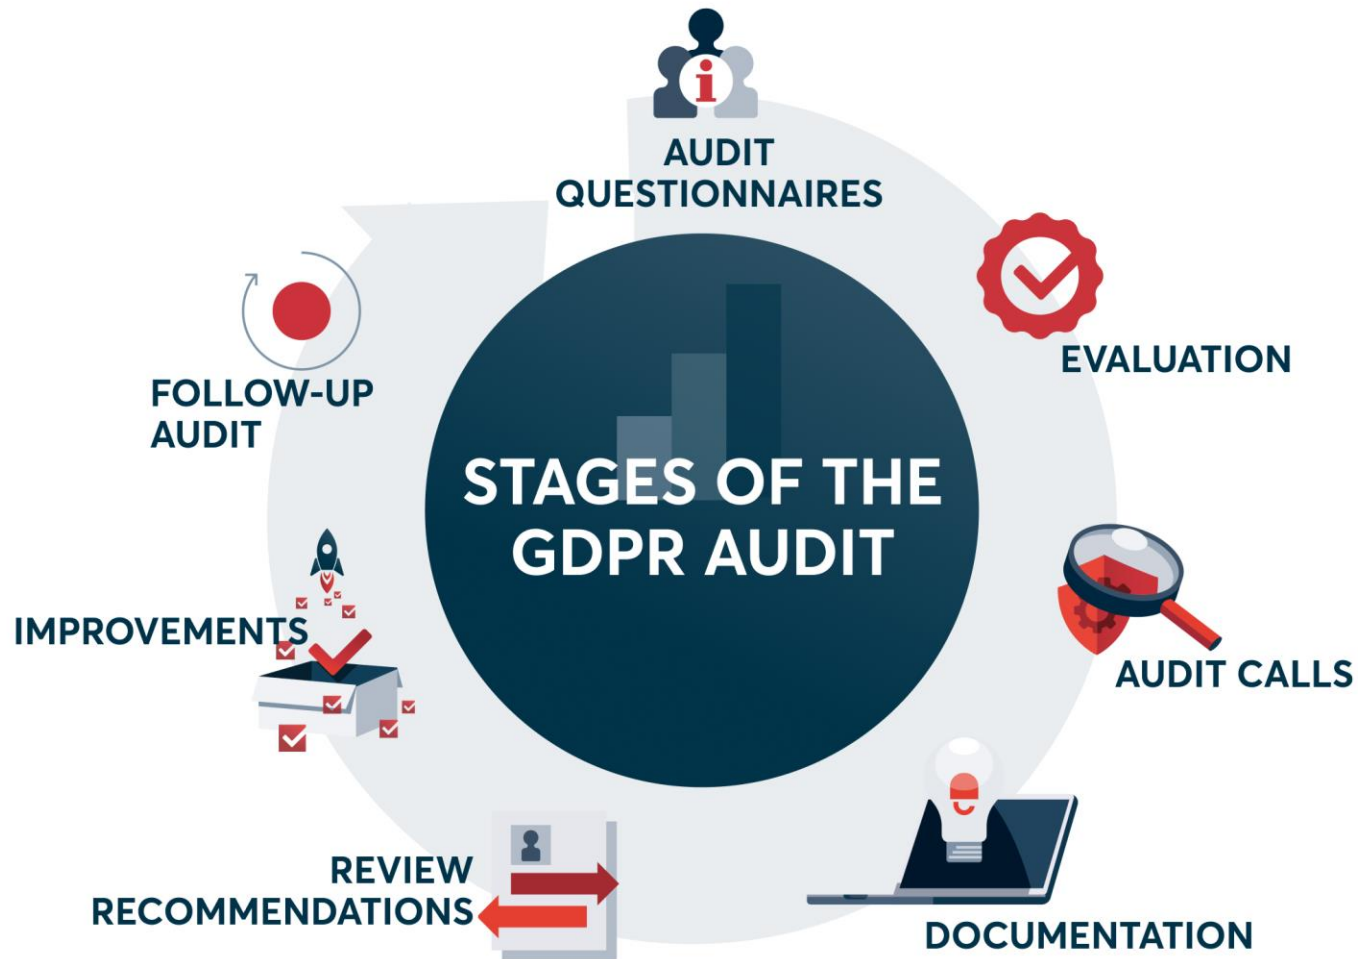 AUDIT
QUESTIONNAIRES
EVALUATION
AUDIT CALLS
DOCUMENTATION
REVIEW
RECOMMENDATIONS
IMPROVEMENTS
FOLLOW-UP
AUDIT
STAGES OF THE
GDPR AUDIT